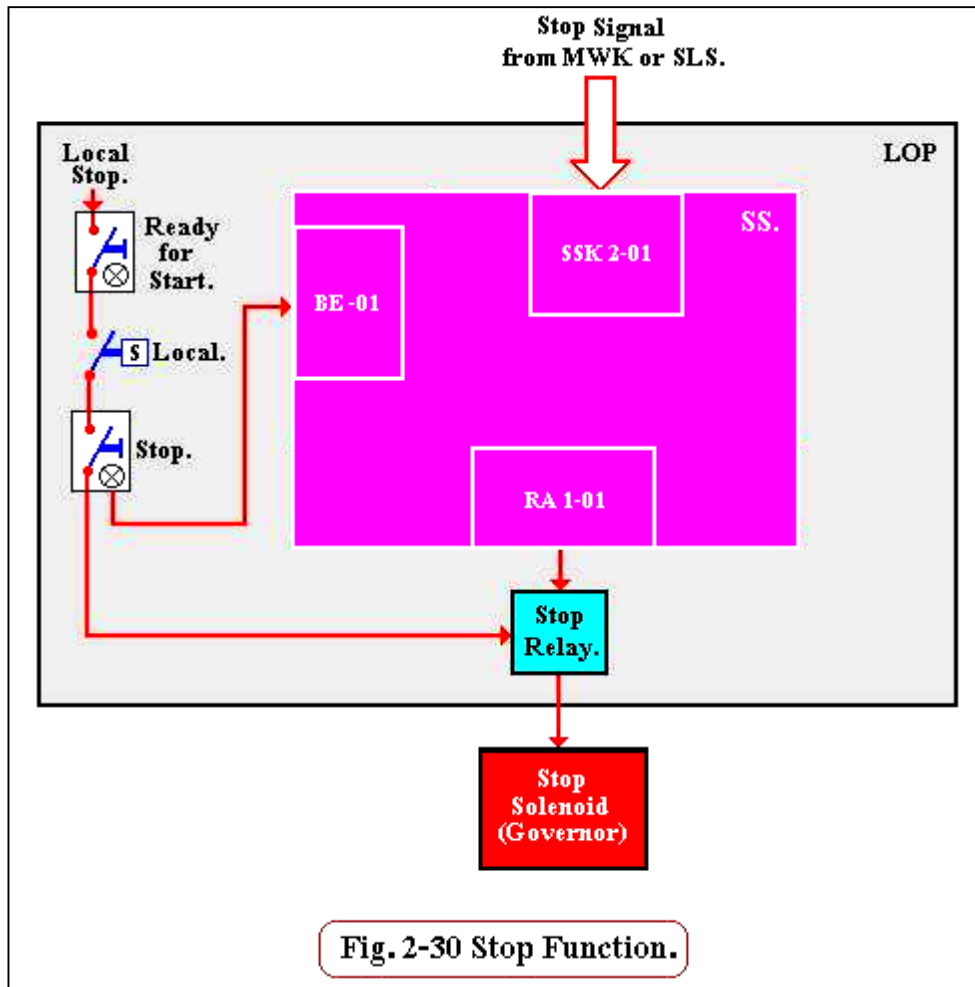 Stop Signal
from MWK or SLS.
LOP
Local
Stop.
Ready
for
Start.
S Local.
Stop.
SS.
SSK 2-01
BE -01
RA 1-01
Stop
Relay.
Stop
Solenoid
(Governor)
Fig. 2-30 Stop Function.